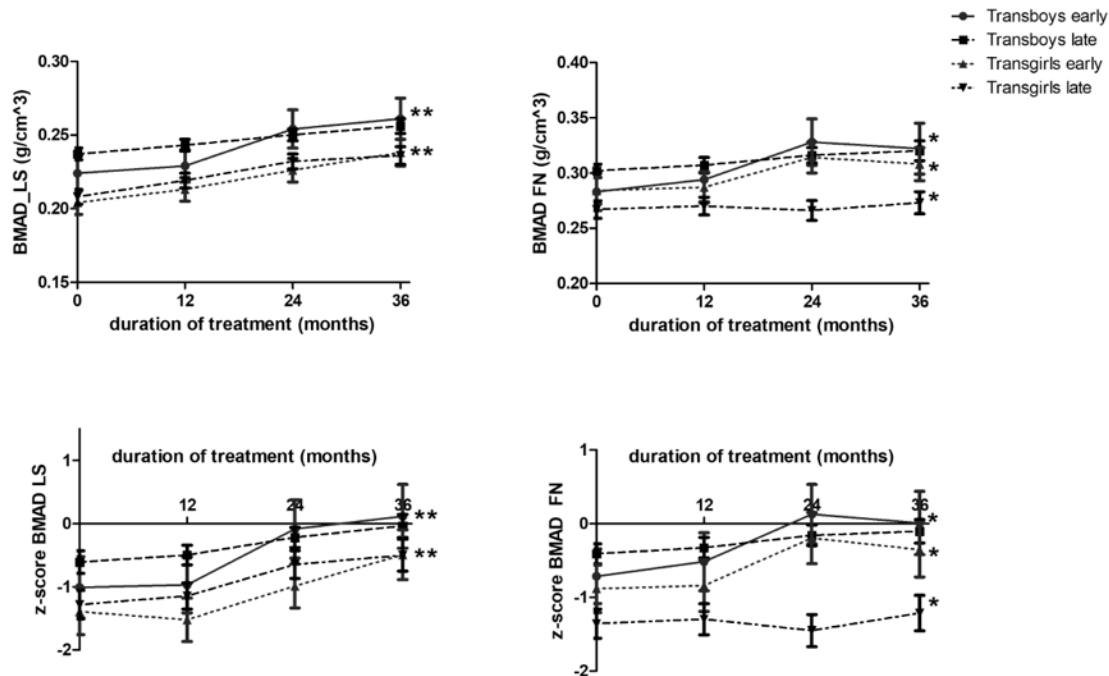 Transboys early
Transboys late
Transgirls early
Transgirls late
BMAD_LS (g/cm^3)
0.30
0.25
0.20
0.15
**
**
0 12 24 36
duration of treatment (months)
BMAD FN (g/cm^3)
0.40
0.35
0.30
0.25
0.20
*
*
*
0 12 24 36
duration of treatment (months)
z-score BMAD LS
duration of treatment (months)
1
0
-1
-2
12 24 36
**
**
z-score BMAD FN
duration of treatment (months)
1
0
-1
-2
12 24 36
*
*
*